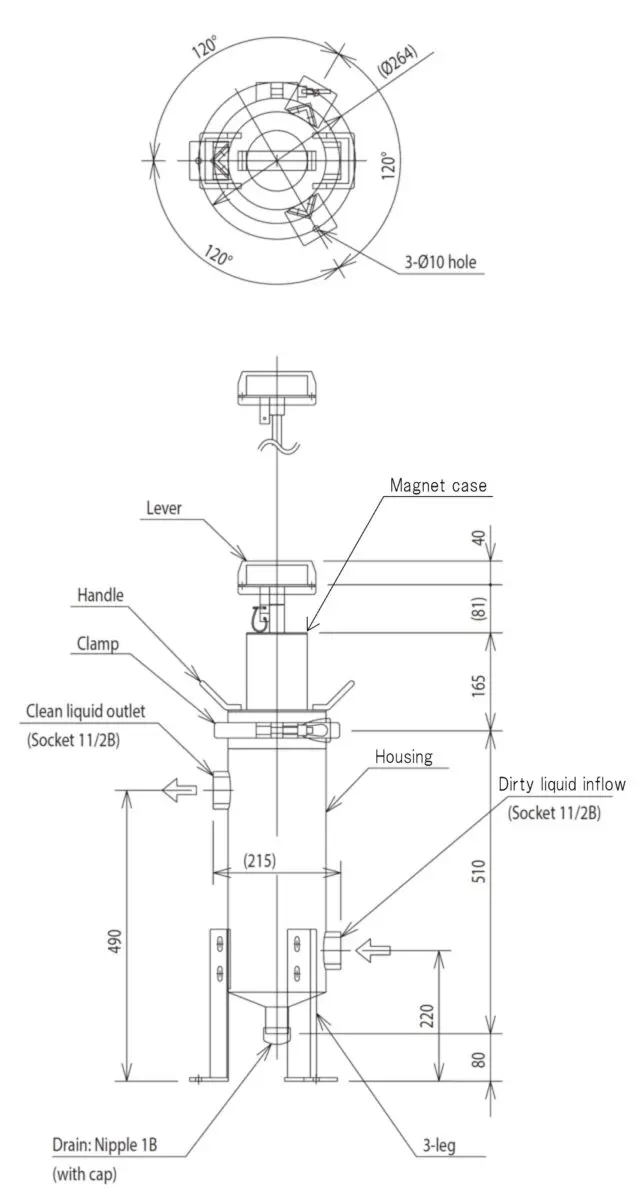 120°
(Ø264)
120°
120°
3-Ø10 hole
Magnet case
Lever
40
(81)
Handle
Clamp
165
Clean liquid outlet
(Socket 11/2B)
Housing
Dirty liquid inflow
(Socket 11/2B)
(215)
510
490
220
80
Drain: Nipple 1B
(with cap)
3-leg